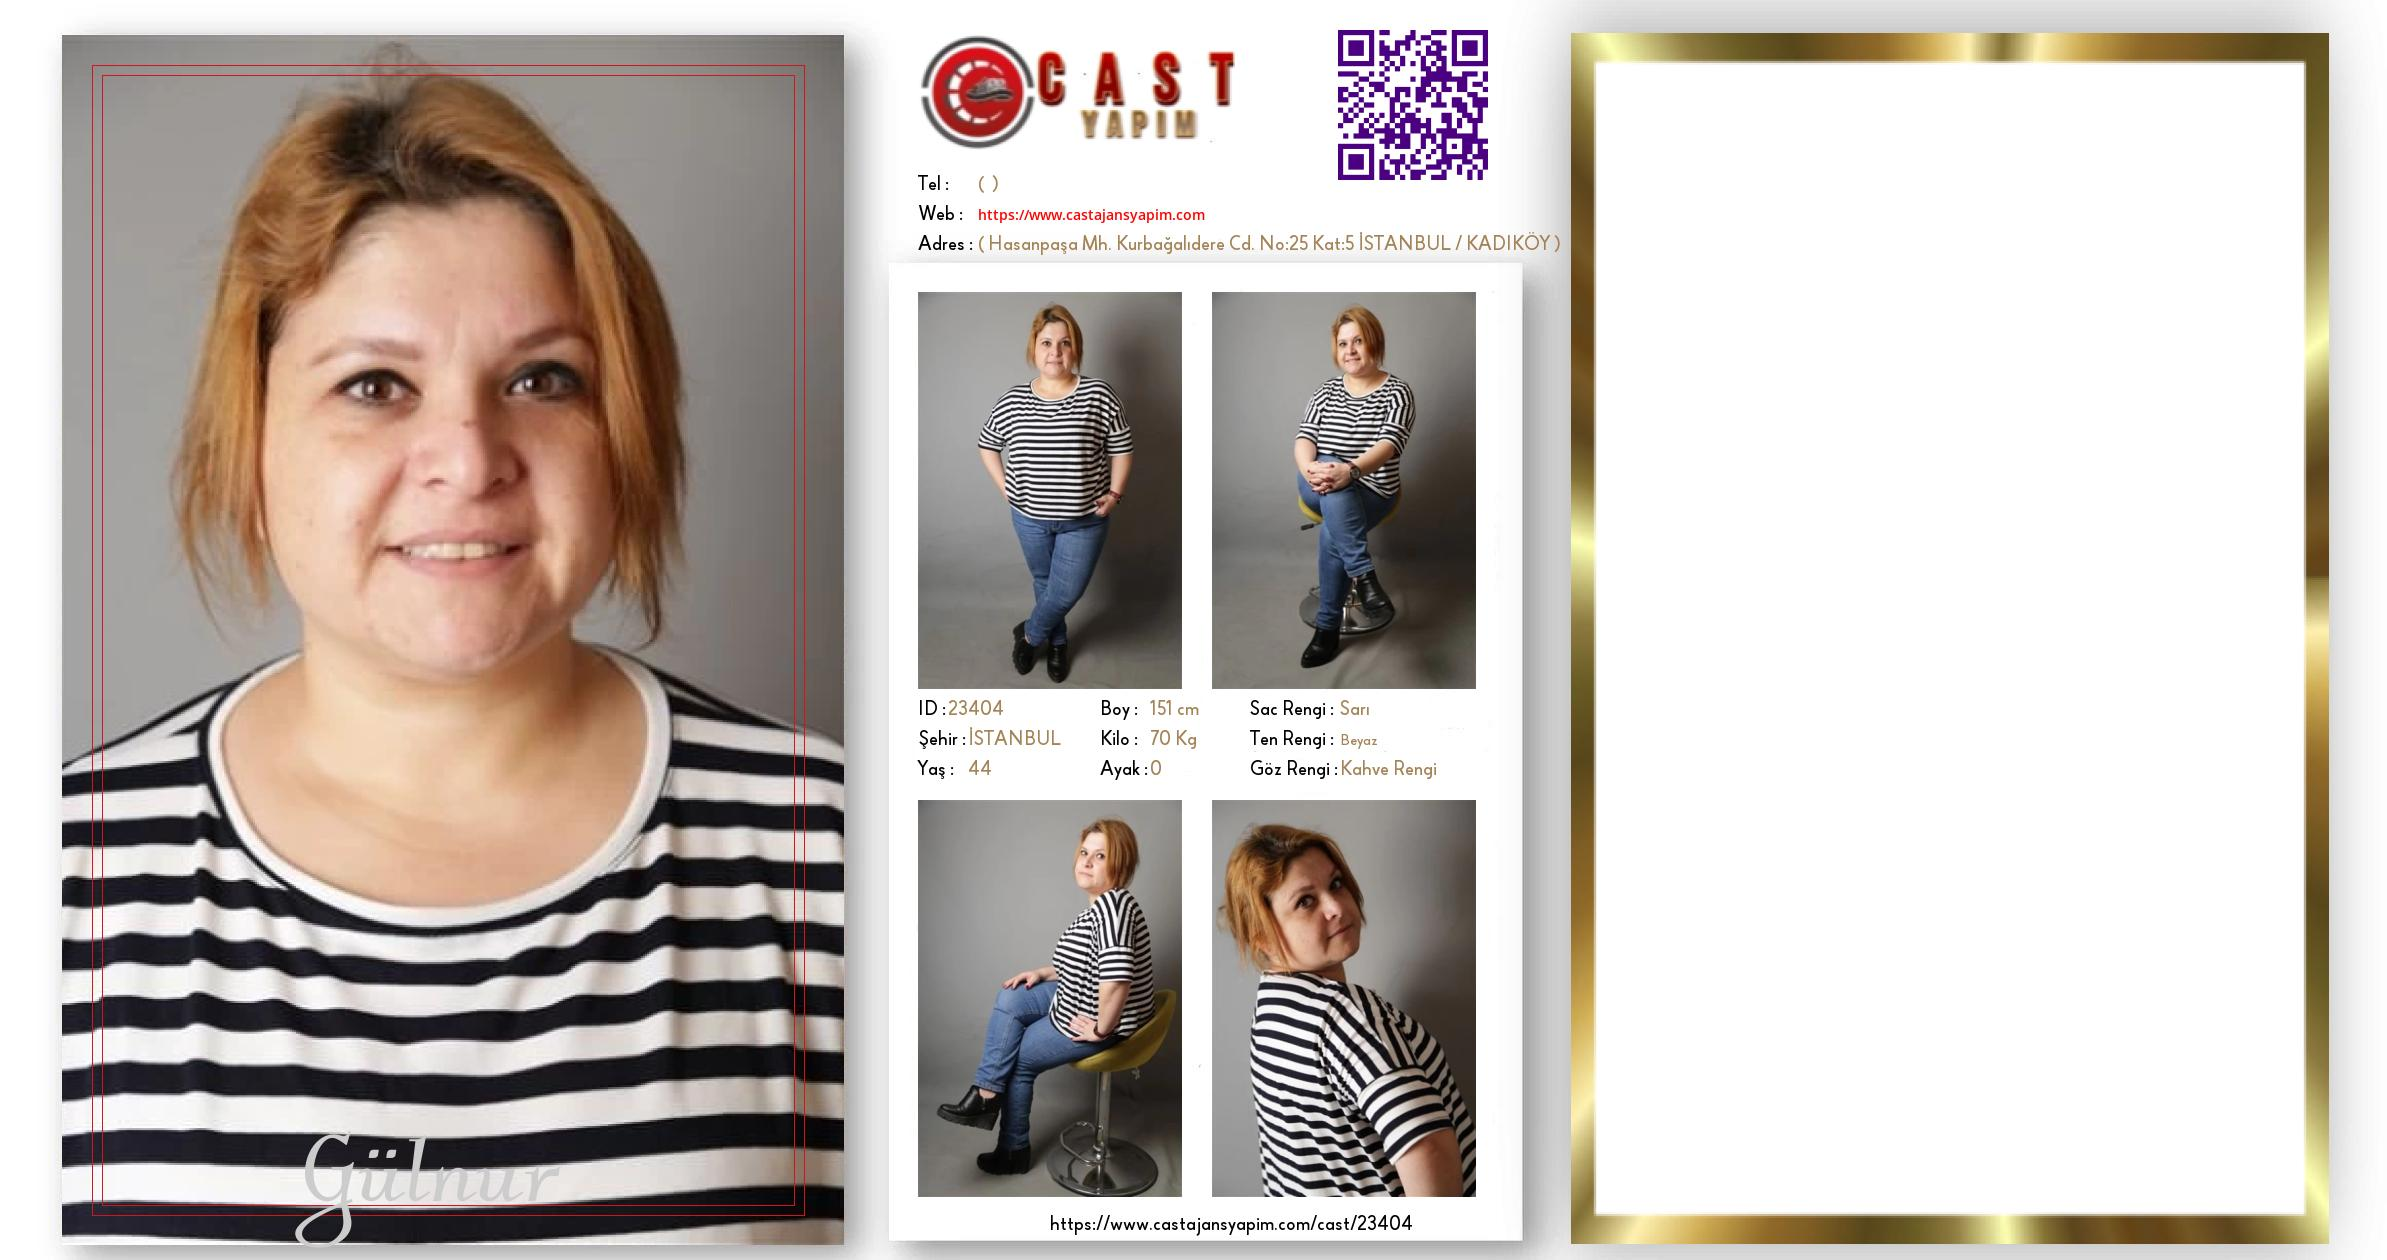 Gülnur
CAST
YAPIM
Tel : ( )
Web : https://www.castajansyapim.com
Adres : ( Hasanpaşa Mh. Kurbağalıdere Cd. No:25 Kat:5 İSTANBUL / KADIKÖY )
ID : 23404 Boy : 151 cm Sac Rengi : Sarı
Şehir : İSTANBUL Kilo : 70 Kg Ten Rengi : Beyaz
Yaş : 44 Ayak : 0 Göz Rengi : Kahve Rengi
https://www.castajansyapim.com/cast/23404